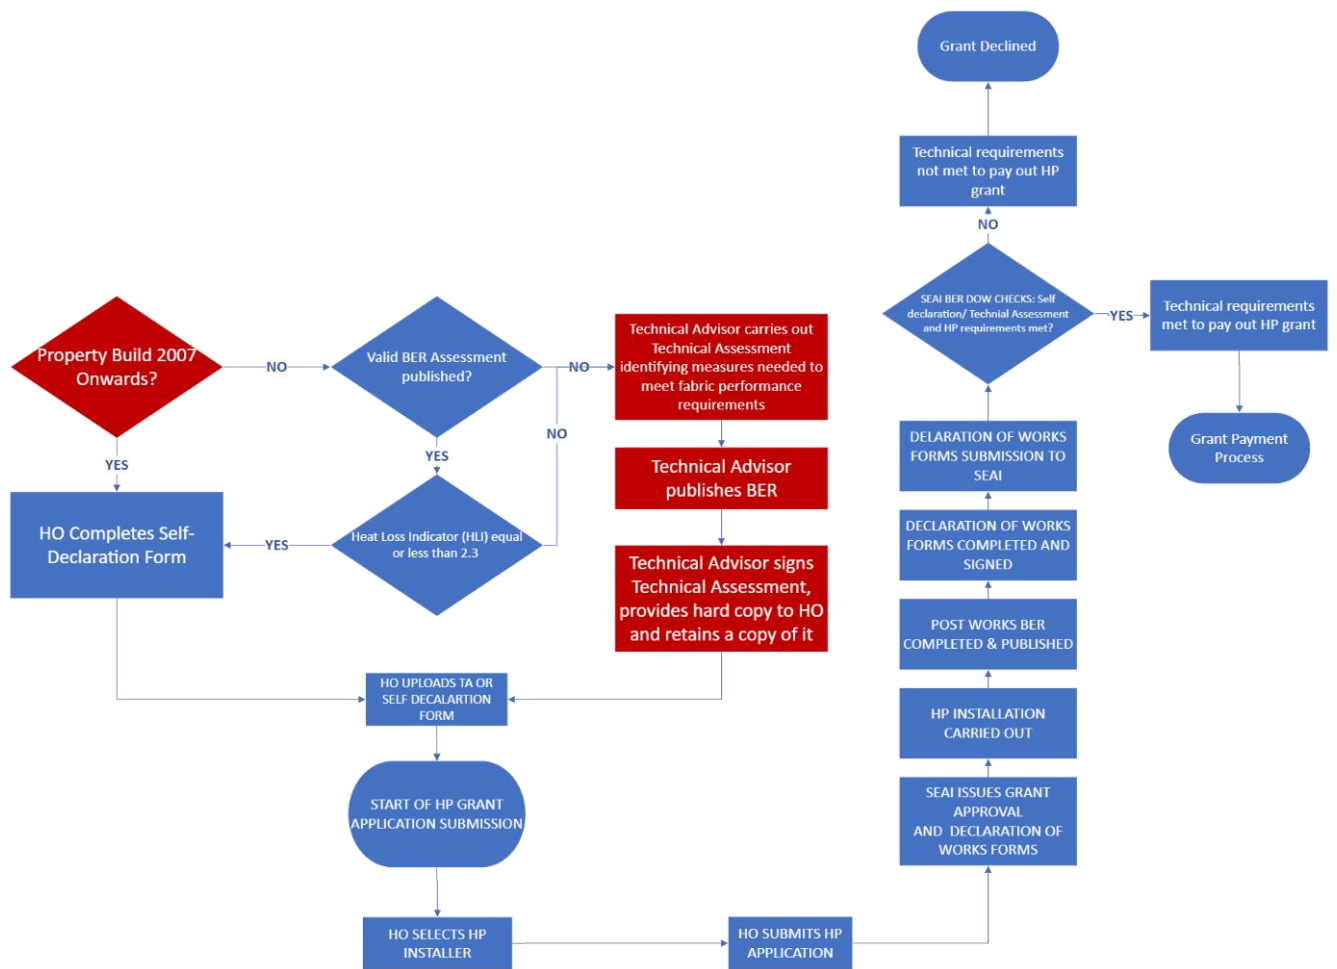 Property Build 2007
Onwards?
NO
YES
Valid BER Assessment
published?
NO
YES
NO
Technical Advisor carries out
Technical Assessment
identifying measures needed to
meet fabric performance
requirements
Technical Advisor
publishes BER
Technical Advisor signs
Technical Assessment,
provides hard copy to HO
and retains a copy of it
Heat Loss Indicator (HLI) equal
or less than 2.3
YES
HO Completes Self-
Declaration Form
HO UPLOADS TA OR
SELF DECALARTION
FORM
START OF HP GRANT
APPLICATION SUBMISSION
HO SELECTS HP
INSTALLER
HO SUBMITS HP
APPLICATION
SEAI ISSUES GRANT
APPROVAL
AND DECLARATION OF
WORKS FORMS
HP INSTALLATION
CARRIED OUT
POST WORKS BER
COMPLETED & PUBLISHED
DECLARATION OF WORKS
FORMS COMPLETED AND
SIGNED
DELARATION OF WORKS
FORMS SUBMISSION TO
SEAI
SEAI BER DOW CHECKS: Self
declaration/ Technial Assessment
and HP requirements met?
NO
Technical requirements
not met to pay out HP
grant
Grant Declined
YES
Technical requirements
met to pay out HP grant
Grant Payment
Process